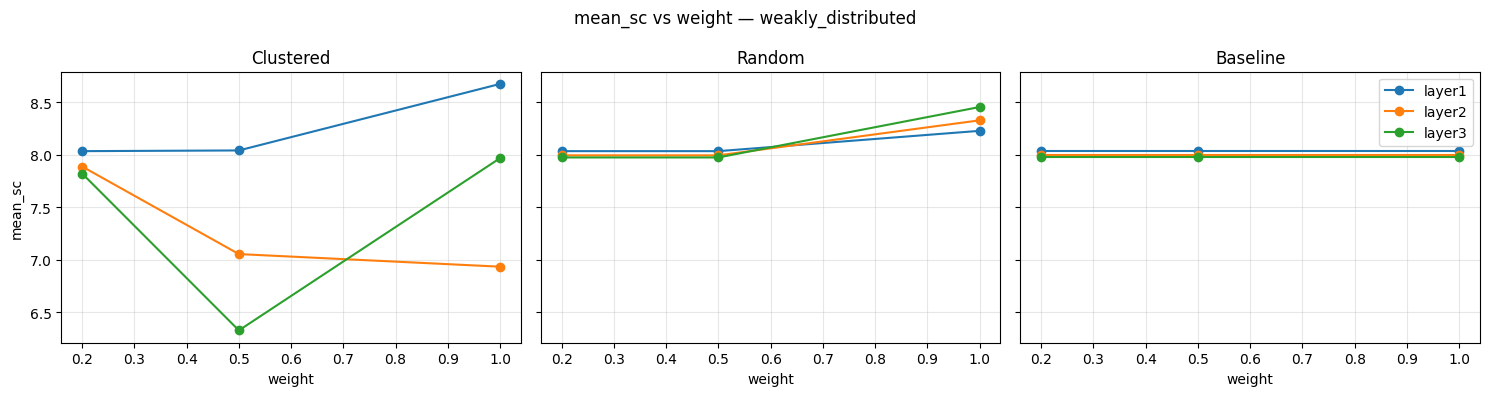 mean_sc vs weight — weakly_distributed
Clustered
Random
Baseline
mean_sc
8.5
8.0
7.5
7.0
6.5
0.2 0.3 0.4 0.5 0.6 0.7 0.8 0.9 1.0
0.2 0.3 0.4 0.5 0.6 0.7 0.8 0.9 1.0
0.2 0.3 0.4 0.5 0.6 0.7 0.8 0.9 1.0
weight
weight
weight
layer1
layer2
layer3